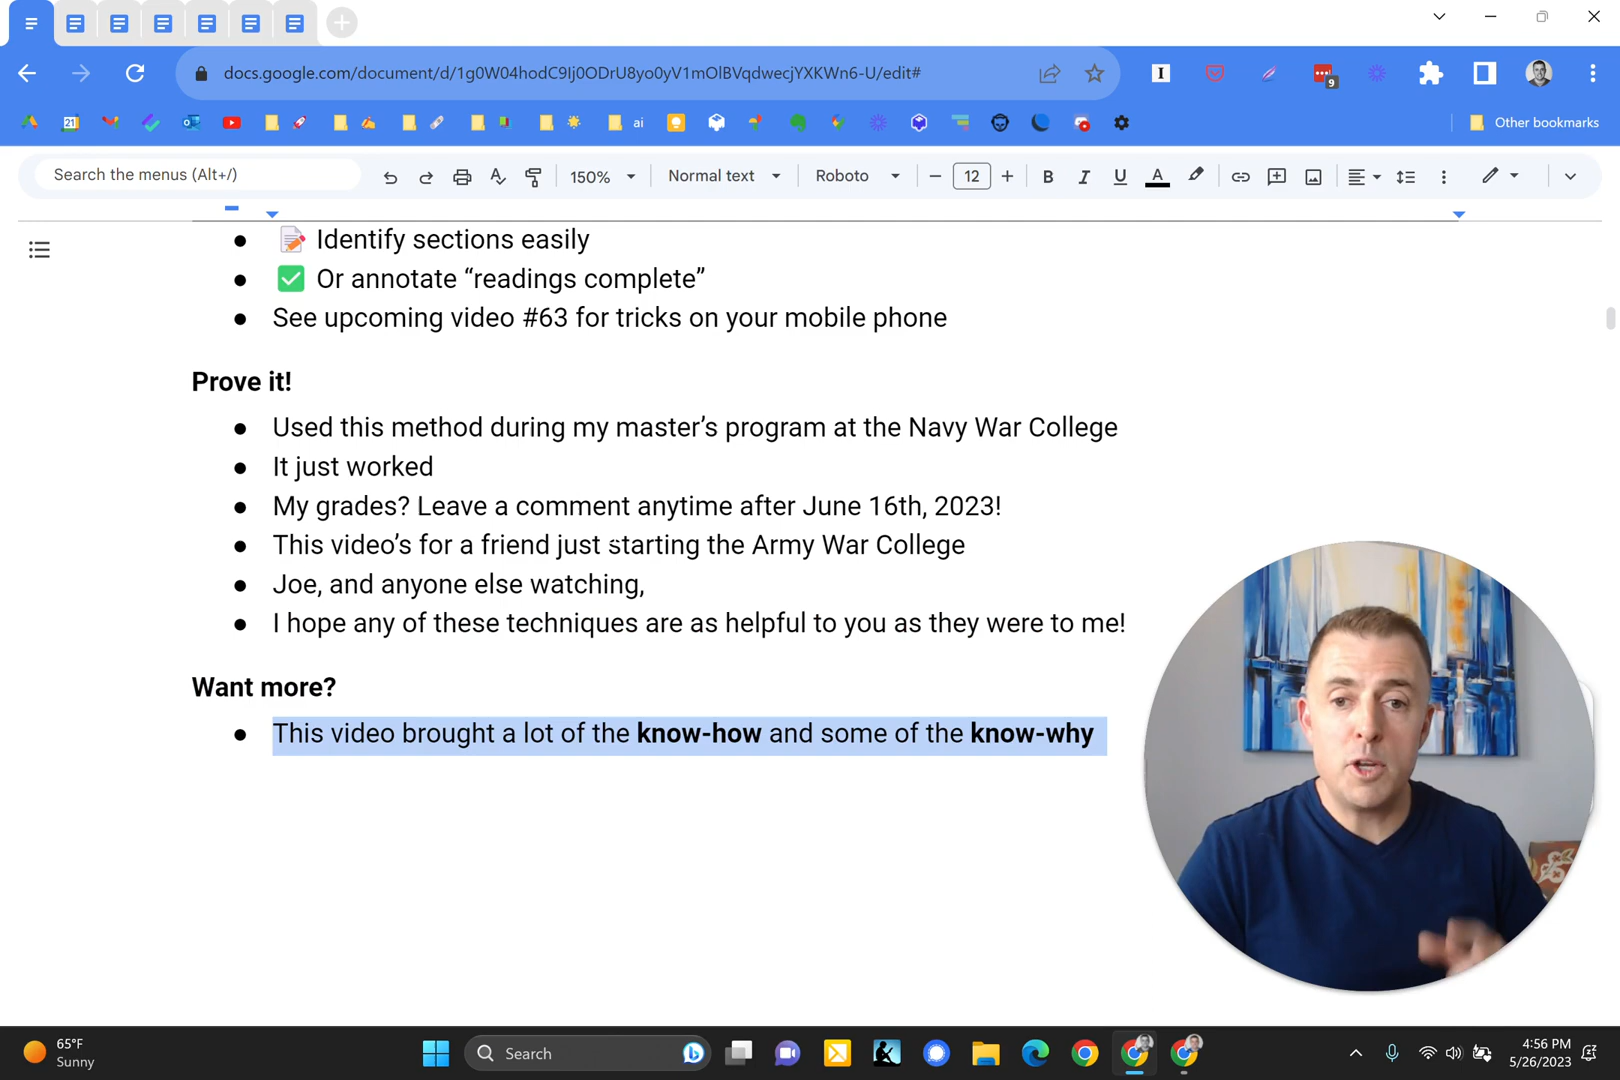 docs.google.com/document/d/1g0W04hodC9Ij0ODrU8yo0yV1mOlBVqdwecjYXKWn6-U/edit#
9
21
ai
Other bookmarks
Search the menus (Alt+/)
150%
Normal text
Roboto
12
B
I
U
A
Identify sections easily
Or annotate “readings complete”
See upcoming video #63 for tricks on your mobile phone
Prove it!
Used this method during my master’s program at the Navy War College
It just worked
My grades? Leave a comment anytime after June 16th, 2023!
This video’s for a friend just starting the Army War College
Joe, and anyone else watching,
I hope any of these techniques are as helpful to you as they were to me!
Want more?
This video brought a lot of the know-how and some of the know-why
65°F
Sunny
Search
4:56 PM
5/26/2023